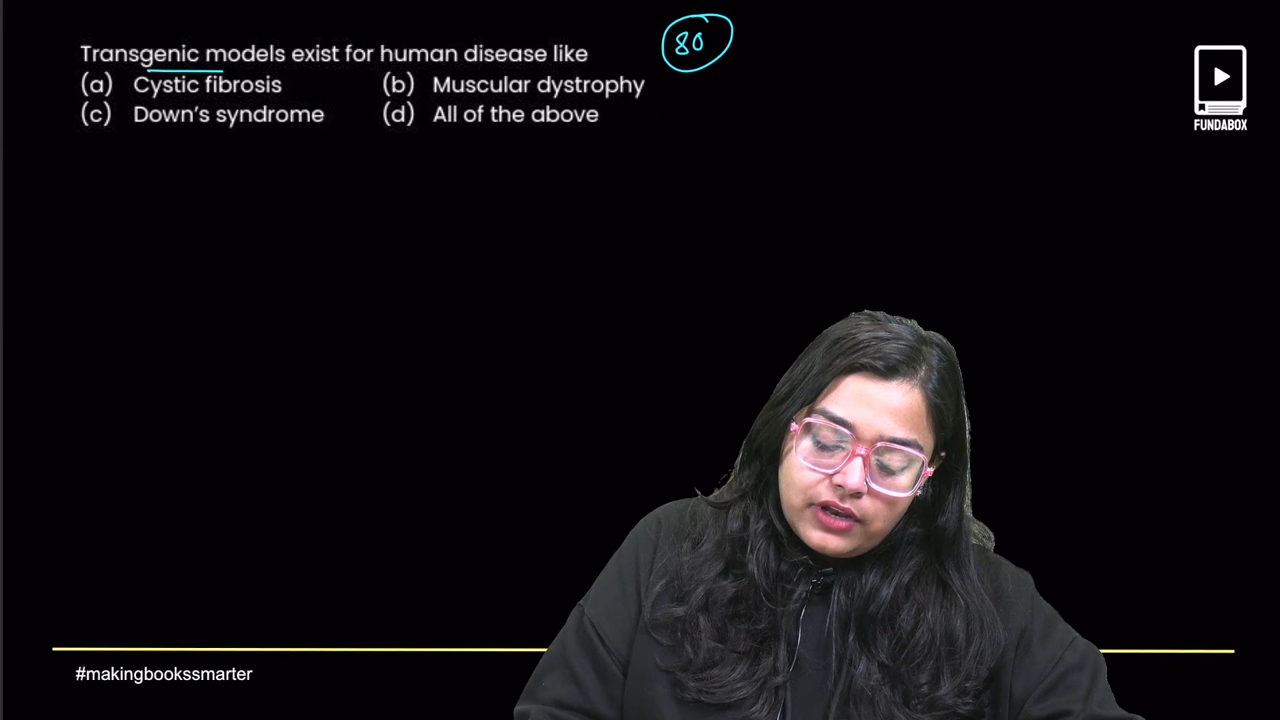 Transgenic models exist for human disease like
80
(a) Cystic fibrosis (b) Muscular dystrophy
(c) Down's syndrome (d) All of the above
FUNDABOX
#makingbookssmarter